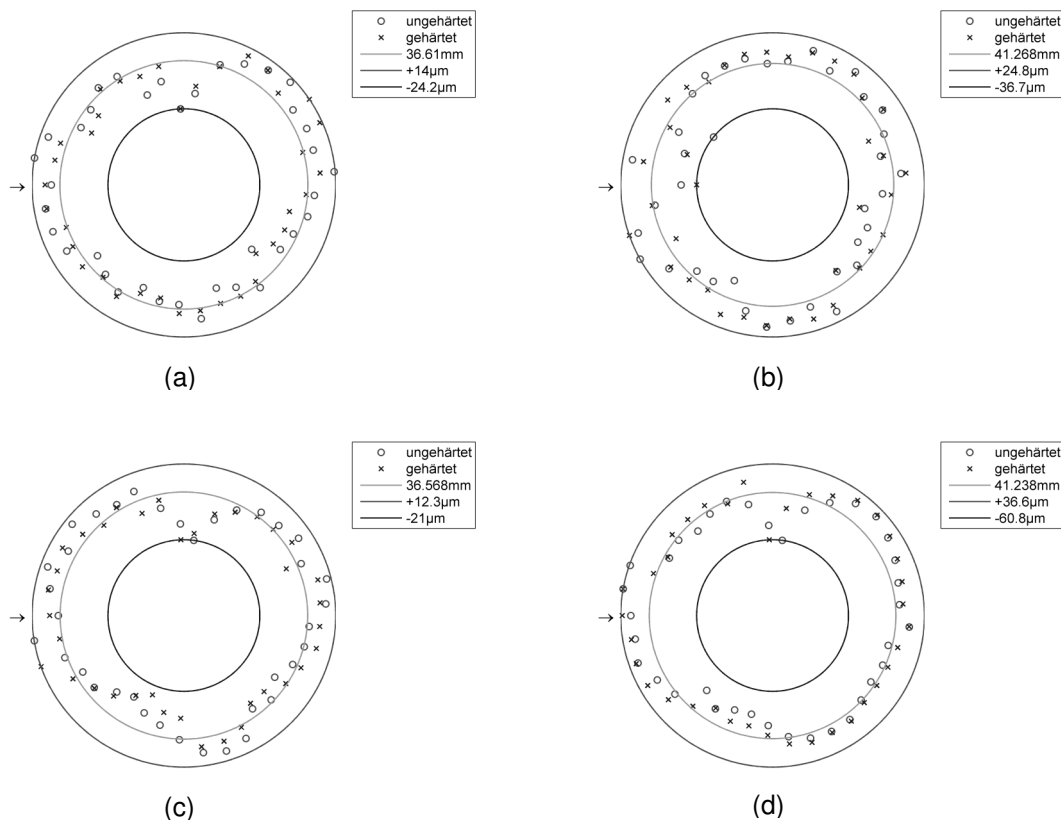 ungehärtet
gehärtet
36.61mm
+14µm
-24.2µm
→
(a)
ungehärtet
gehärtet
41.268mm
+24.8µm
-36.7µm
→
(b)
ungehärtet
gehärtet
36.568mm
+12.3µm
-21µm
→
(c)
ungehärtet
gehärtet
41.238mm
+36.6µm
-60.8µm
→
(d)